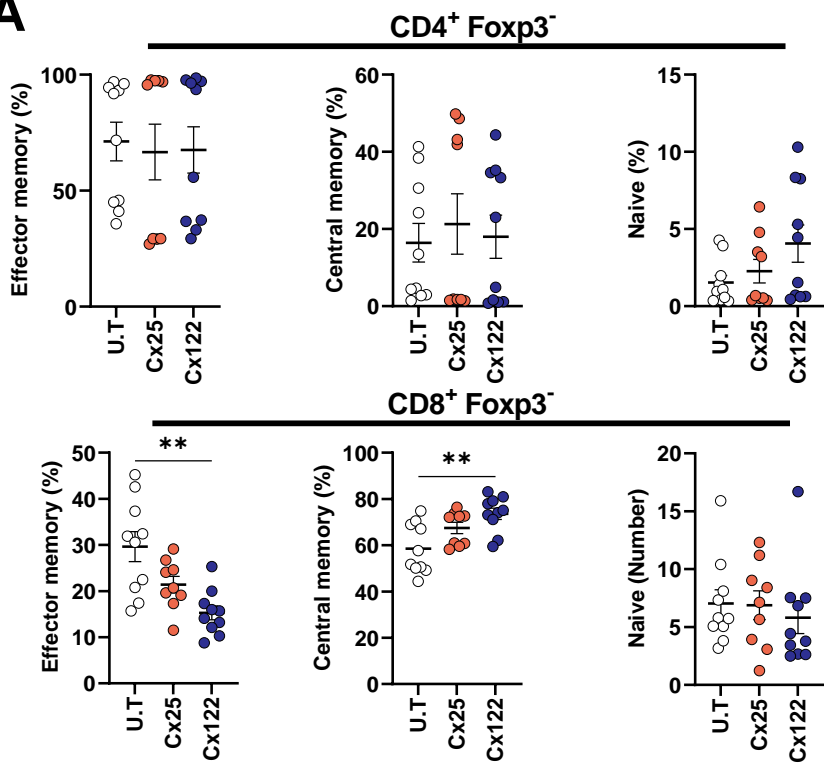 A
CD4+ Foxp3-
Effector memory (%)
100
50
0
U.T
Cx25
Cx122
Central memory (%)
60
40
20
0
U.T
Cx25
Cx122
Naive (%)
15
10
5
0
U.T
Cx25
Cx122
CD8+ Foxp3-
Effector memory (%)
50
40
30
20
10
0
**
U.T
Cx25
Cx122
Central memory (%)
100
80
60
40
20
0
**
U.T
Cx25
Cx122
Naive (Number)
20
15
10
5
0
U.T
Cx25
Cx122